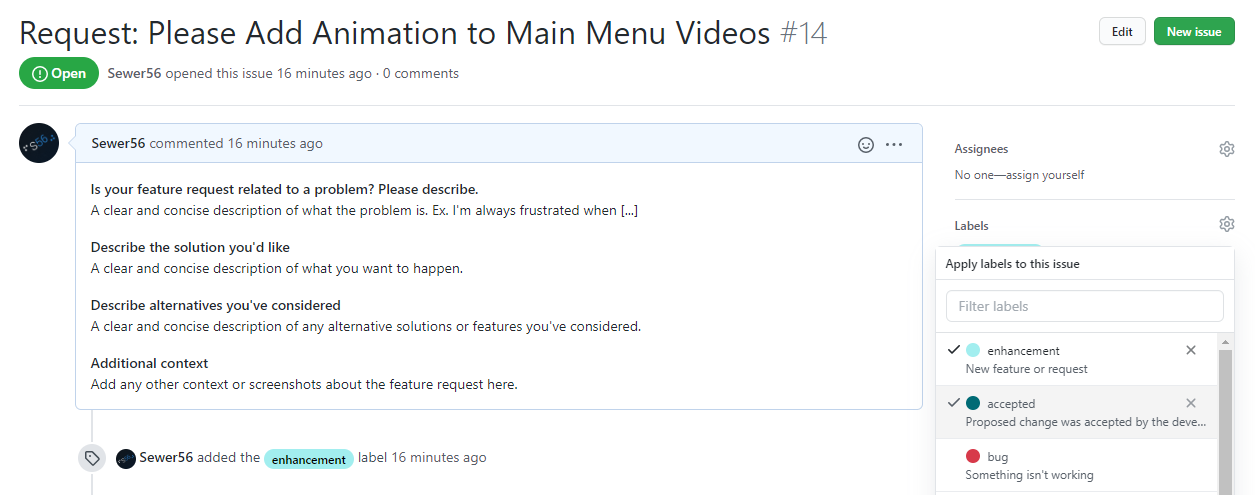 Request: Please Add Animation to Main Menu Videos #14
Edit
New issue
Open
Sewer56 opened this issue 16 minutes ago · 0 comments
S56
Sewer56 commented 16 minutes ago
Is your feature request related to a problem? Please describe.
A clear and concise description of what the problem is. Ex. I'm always frustrated when [...]
Describe the solution you'd like
A clear and concise description of what you want to happen.
Describe alternatives you've considered
A clear and concise description of any alternative solutions or features you've considered.
Additional context
Add any other context or screenshots about the feature request here.
Sewer56 added the enhancement label 16 minutes ago
Assignees
No one—assign yourself
Labels
Apply labels to this issue
Filter labels
enhancement
New feature or request
accepted
Proposed change was accepted by the deve...
bug
Something isn't working